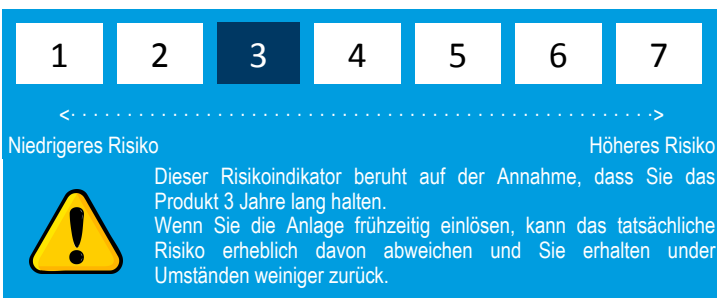 1 2 3 4 5 6 7
<· · · · · · · · · · · · · · · · · · · · · · · · · · · · · · · · · · · · · · · · · · · · · · · · · · · ·>
Niedrigeres Risiko Höheres Risiko
Dieser Risikoindikator beruht auf der Annahme, dass Sie das
Produkt 3 Jahre lang halten.
Wenn Sie die Anlage frühzeitig einlösen, kann das tatsächliche
Risiko erheblich davon abweichen und Sie erhalten under
Umständen weiniger zurück.